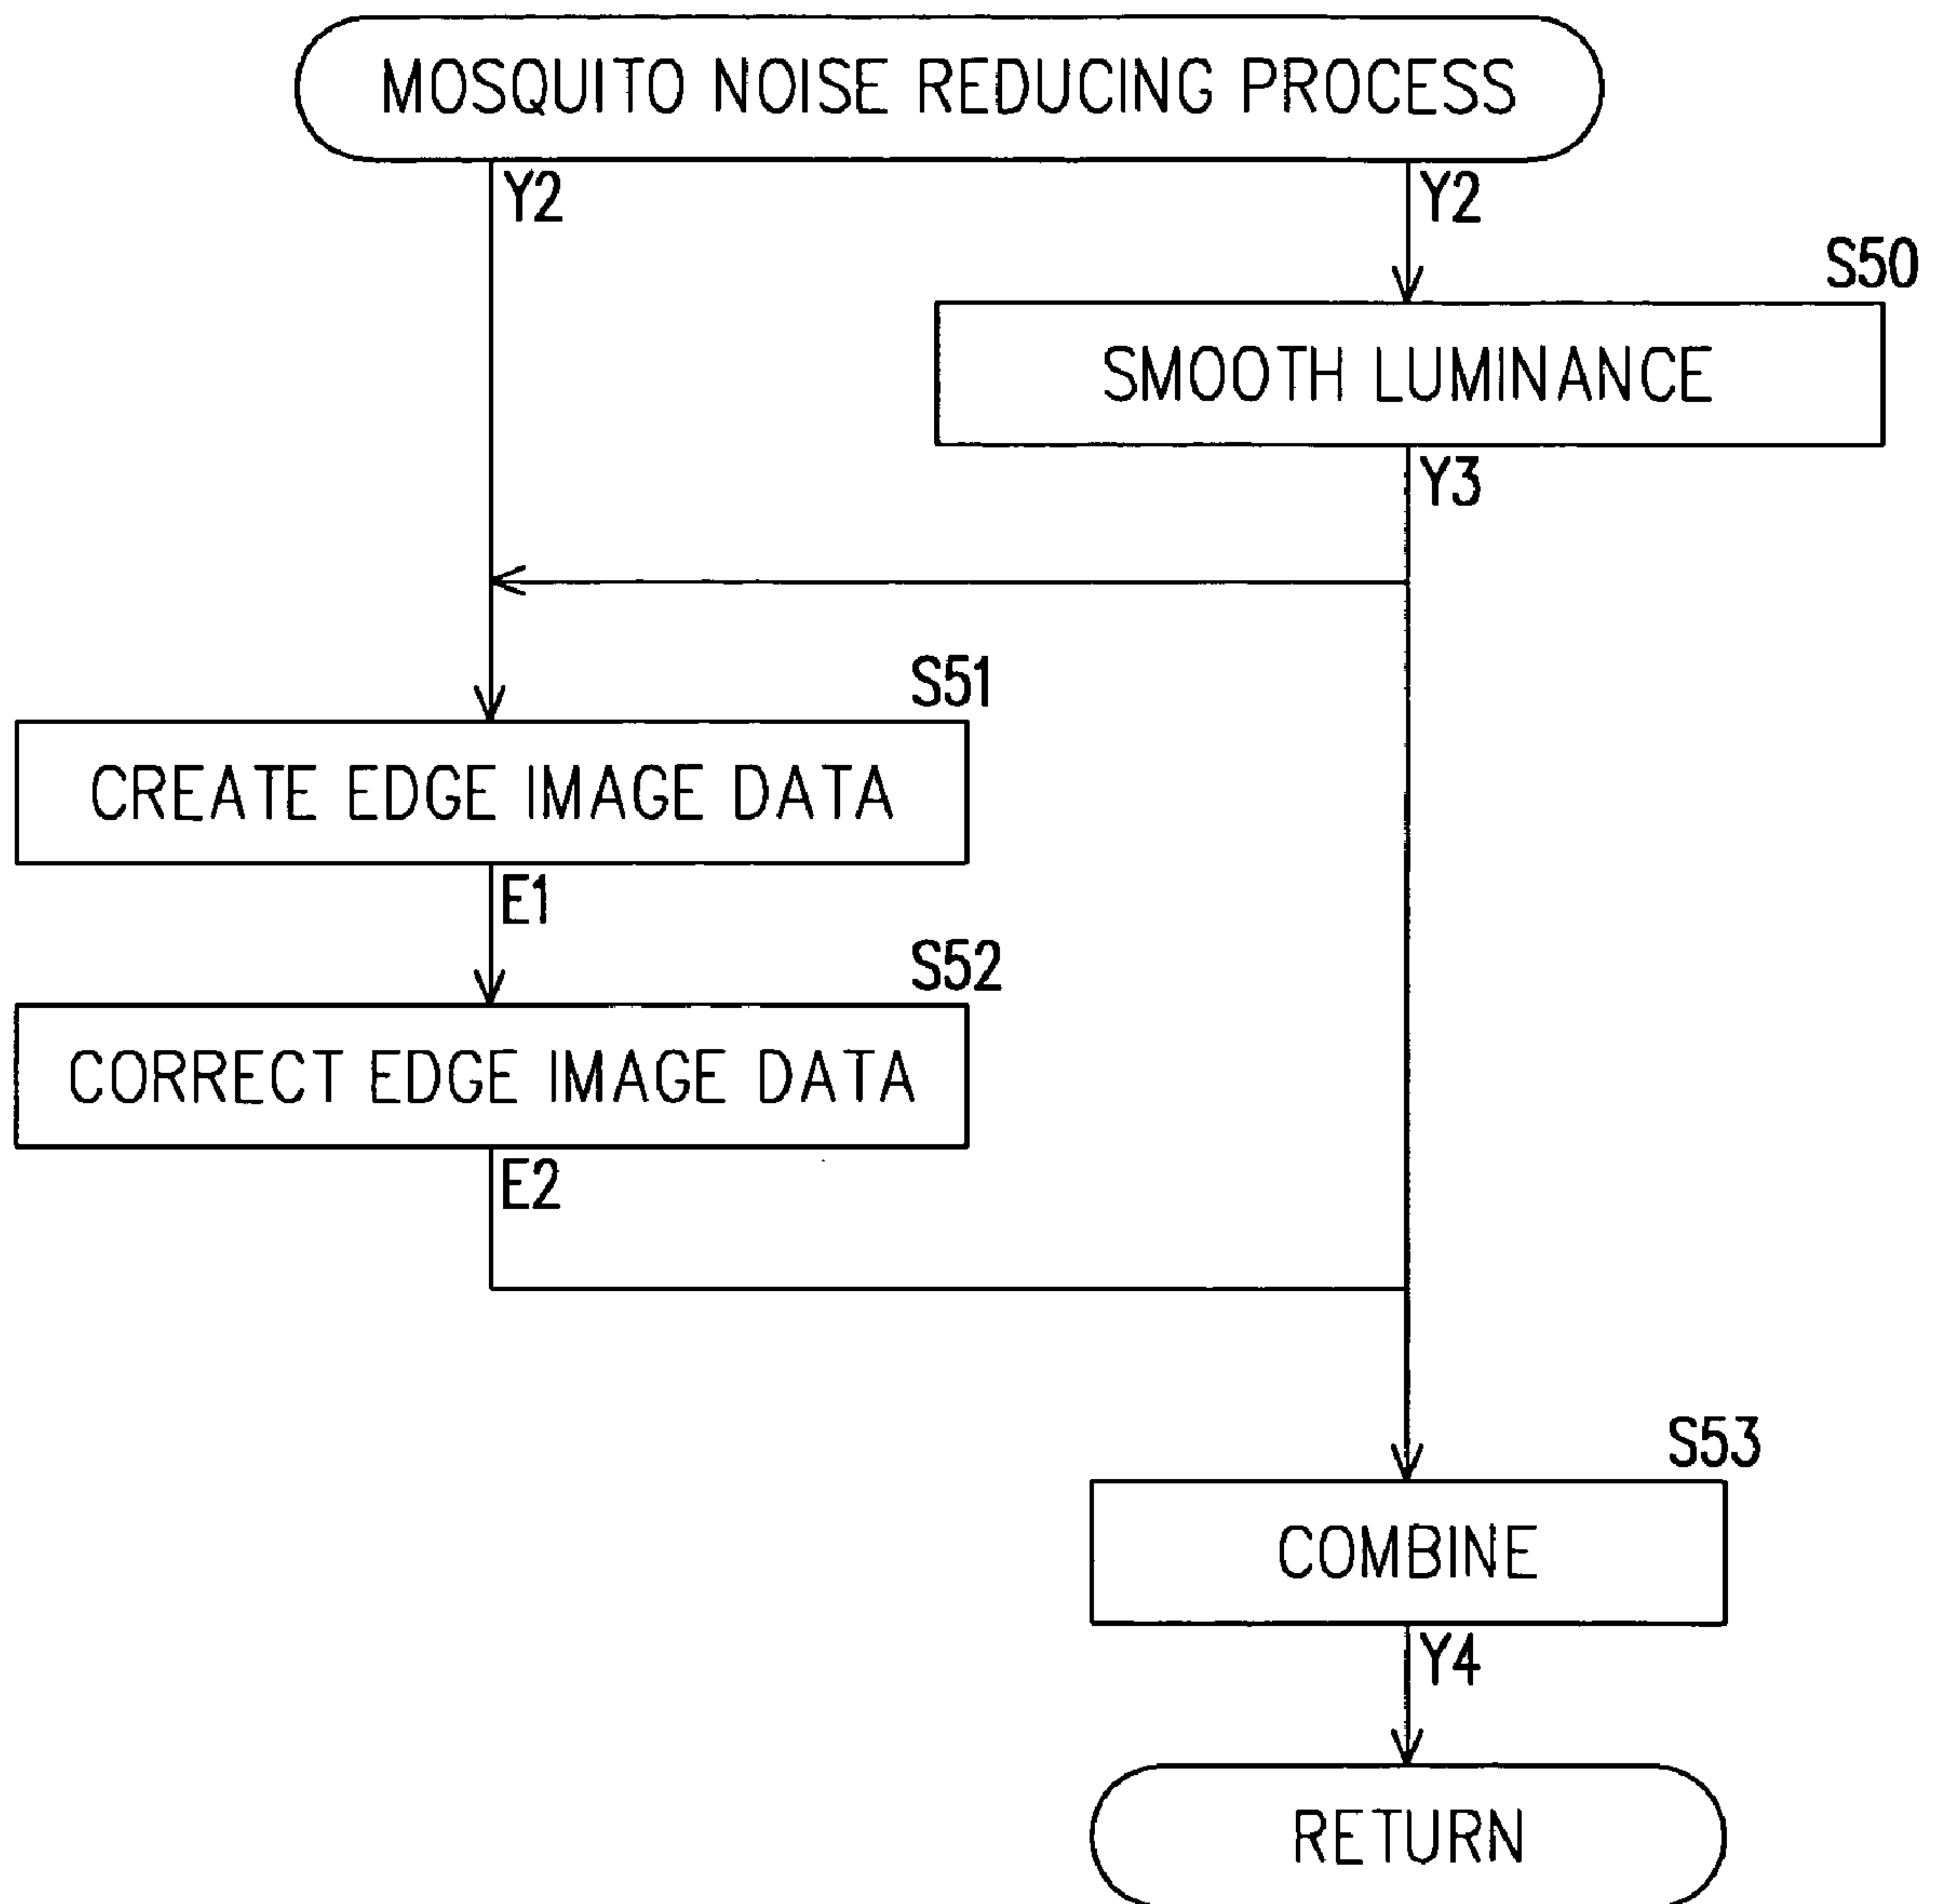 MOSQUITO NOISE REDUCING PROCESS
Y2
Y2
S50
SMOOTH LUMINANCE
Y3
S51
CREATE EDGE IMAGE DATA
E1
S52
CORRECT EDGE IMAGE DATA
E2
S53
COMBINE
Y4
RETURN